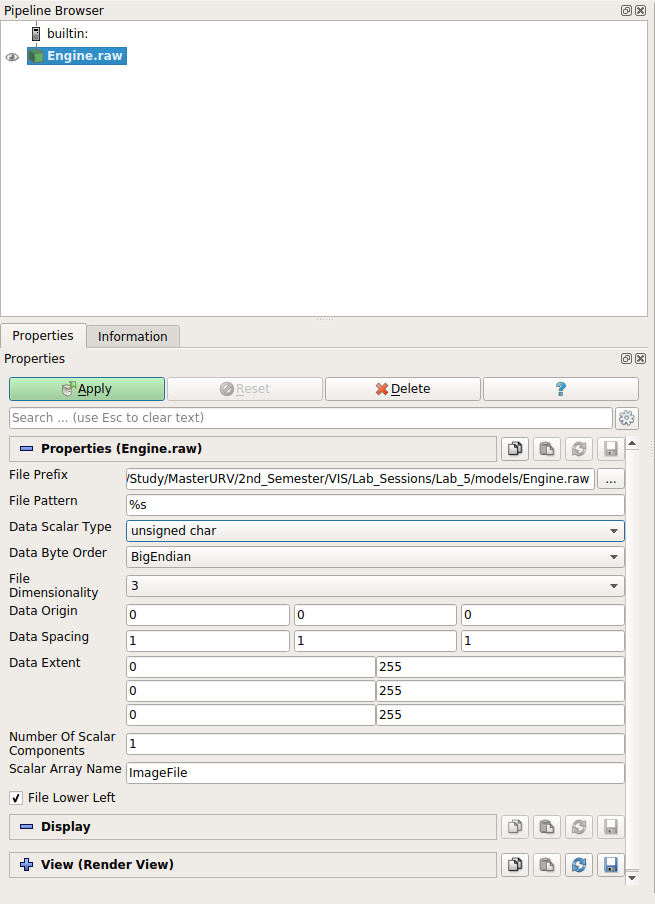 Pipeline Browser
builtin:
Engine.raw
Properties Information
Properties
Apply Reset Delete ?
Search ... (use Esc to clear text)
Properties (Engine.raw)
File Prefix /Study/MasterURV/2nd_Semester/VIS/Lab_Sessions/Lab_5/models/Engine.raw ...
File Pattern %s
Data Scalar Type unsigned char
Data Byte Order BigEndian
File
Dimensionality 3
Data Origin 0 0 0
Data Spacing 1 1 1
Data Extent 0 255
0 255
0 255
Number Of Scalar
Components 1
Scalar Array Name ImageFile
File Lower Left
Display
View (Render View)